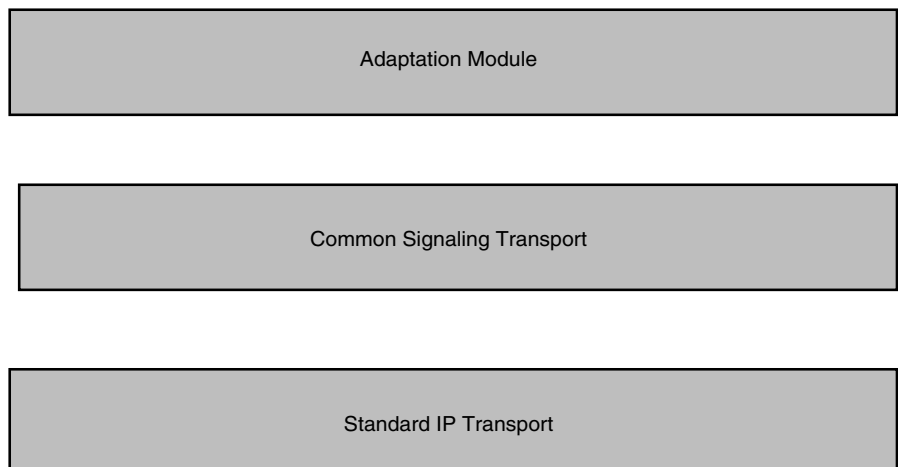 Adaptation Module
Common Signaling Transport
Standard IP Transport